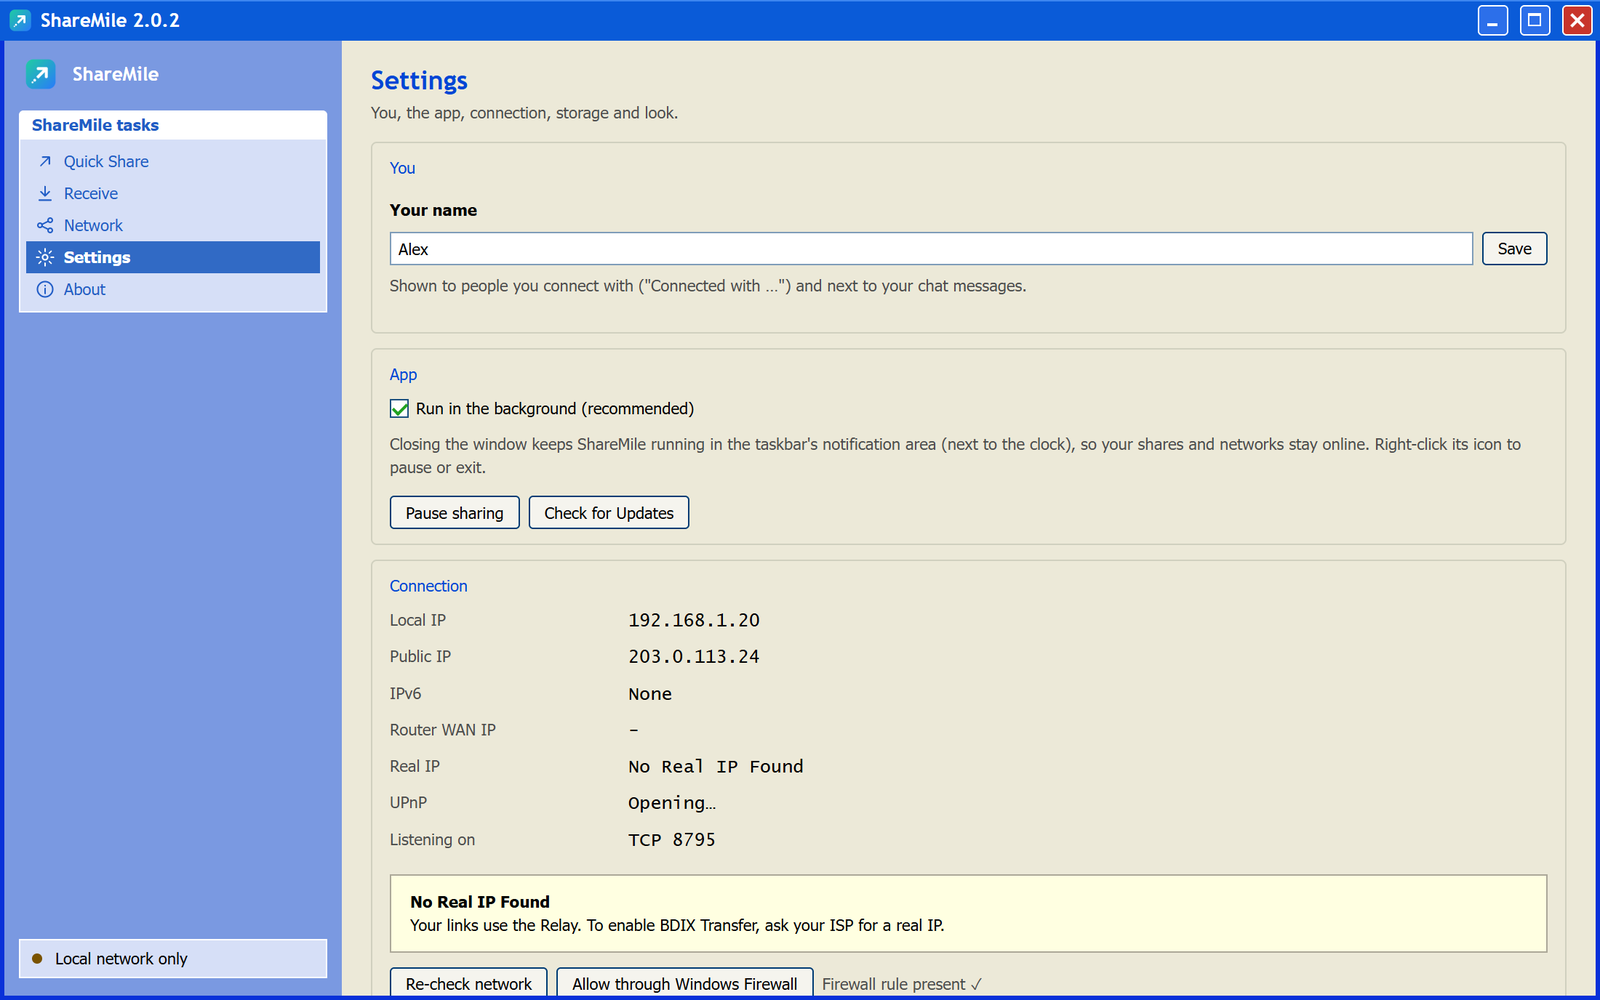 ShareMile 2.0.2
ShareMile
ShareMile tasks
Quick Share
Receive
Network
Settings
About
Local network only
Settings
You, the app, connection, storage and look.
You
Your name
Alex
Save
Shown to people you connect with ("Connected with ...") and next to your chat messages.
App
Run in the background (recommended)
Closing the window keeps ShareMile running in the taskbar's notification area (next to the clock), so your shares and networks stay online. Right-click its icon to
pause or exit.
Pause sharing
Check for Updates
Connection
Local IP 192.168.1.20
Public IP 203.0.113.24
IPv6 None
Router WAN IP –
Real IP No Real IP Found
UPnP Opening…
Listening on TCP 8795
No Real IP Found
Your links use the Relay. To enable BDIX Transfer, ask your ISP for a real IP.
Re-check network
Allow through Windows Firewall
Firewall rule present ✓